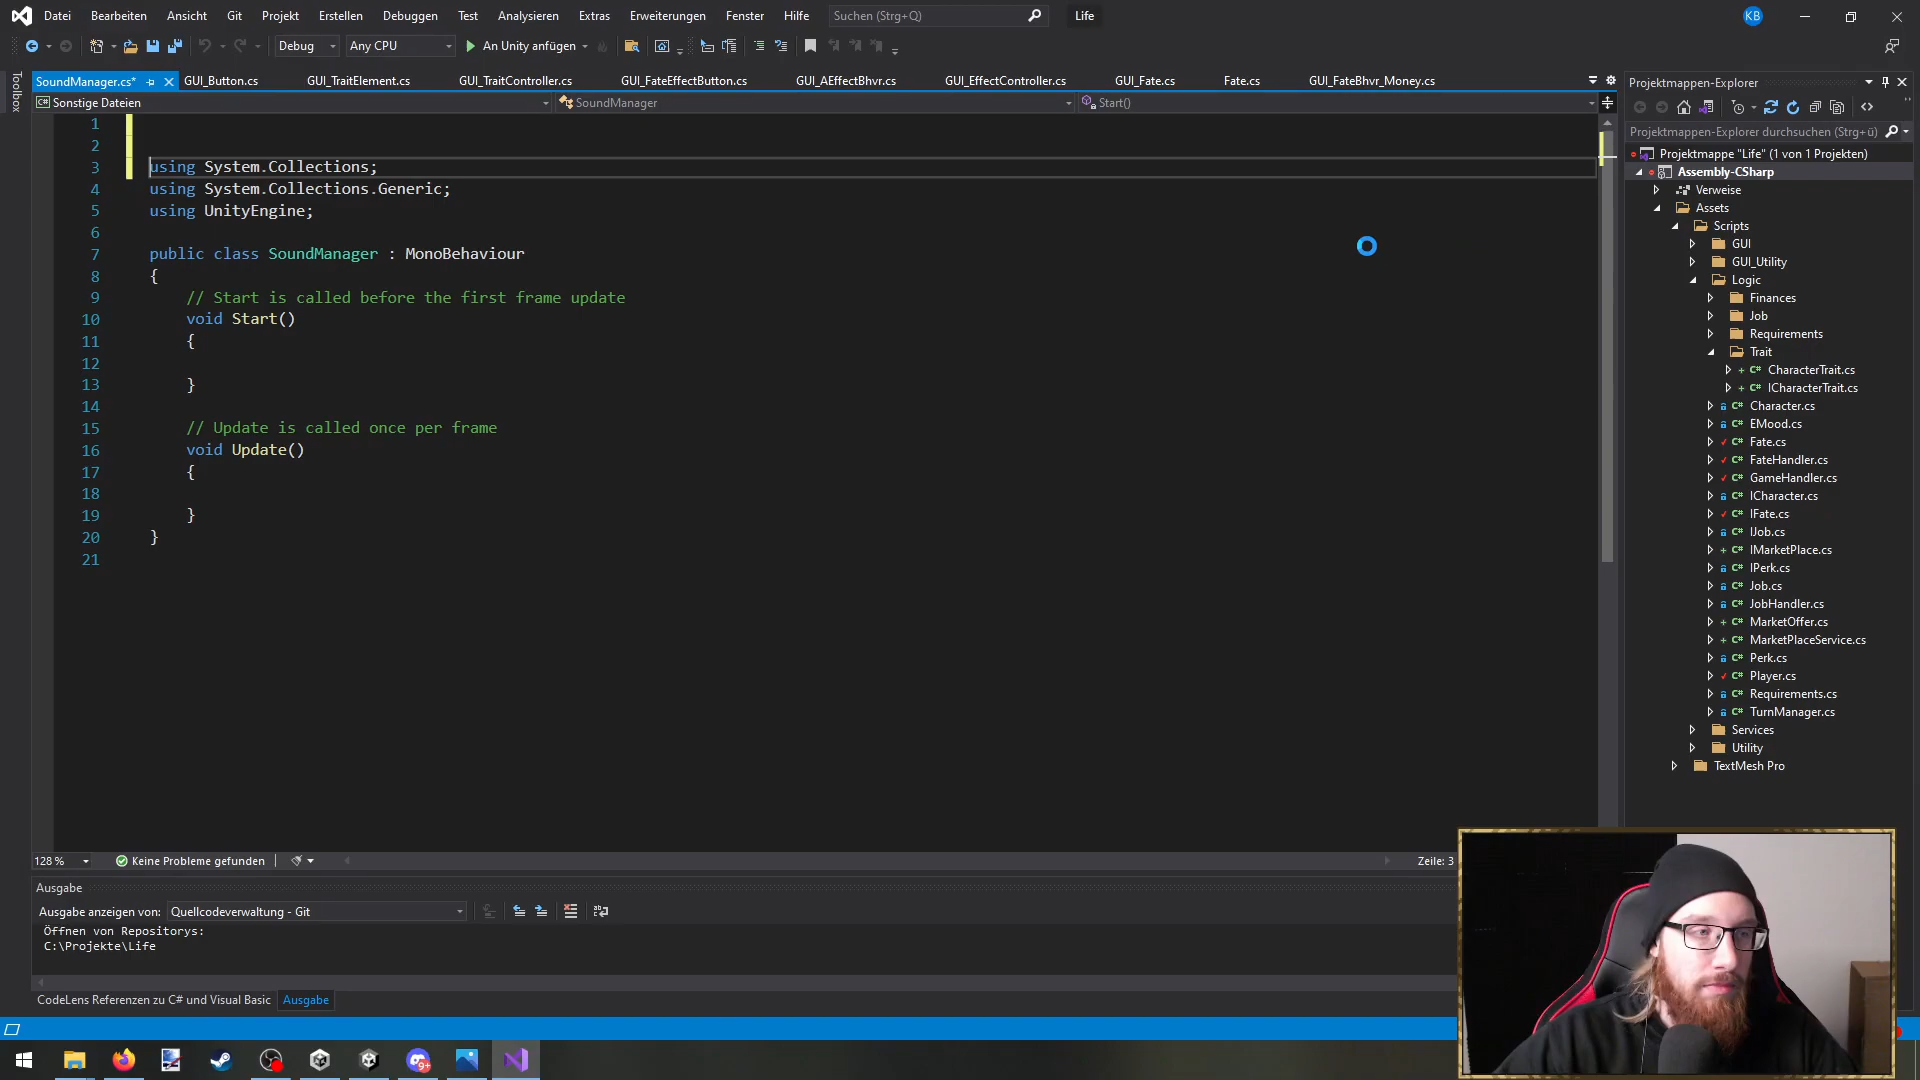 Datei Bearbeiten Ansicht Git Projekt Erstellen Debuggen Test Analysieren Extras Erweiterungen Fenster Hilfe Suchen (Strg+Q) Life KB
Debug Any CPU An Unity anfügen
SoundManager.cs* GUI_Button.cs GUI_TraitElement.cs GUI_TraitController.cs GUI_FateEffectButton.cs GUI_AEffectBhvr.cs GUI_EffectController.cs GUI_Fate.cs Fate.cs GUI_FateBhvr_Money.cs
Toolbox
C# Sonstige Dateien SoundManager Start()
1
2
3 using System.Collections;
4 using System.Collections.Generic;
5 using UnityEngine;
6
7 public class SoundManager : MonoBehaviour
8 {
9 // Start is called before the first frame update
10 void Start()
11 {
12
13 }
14
15 // Update is called once per frame
16 void Update()
17 {
18
19 }
20 }
21
128 % Keine Probleme gefunden Zeile: 3
Ausgabe
Ausgabe anzeigen von: Quellcodeverwaltung - Git
Öffnen von Repositorys:
C:\Projekte\Life
CodeLens Referenzen zu C# und Visual Basic Ausgabe
Projektmappen-Explorer
Projektmappen-Explorer durchsuchen (Strg+ü)
Projektmappe "Life" (1 von 1 Projekten)
Assembly-CSharp
Verweise
Assets
Scripts
GUI
GUI_Utility
Logic
Finances
Job
Requirements
Trait
C# CharacterTrait.cs
C# ICharacterTrait.cs
C# Character.cs
C# EMood.cs
C# Fate.cs
C# FateHandler.cs
C# GameHandler.cs
C# ICharacter.cs
C# IFate.cs
C# IJob.cs
C# IMarketPlace.cs
C# IPerk.cs
C# Job.cs
C# JobHandler.cs
C# MarketOffer.cs
C# MarketPlaceService.cs
C# Perk.cs
C# Player.cs
C# Requirements.cs
C# TurnManager.cs
Services
Utility
TextMesh Pro
9+